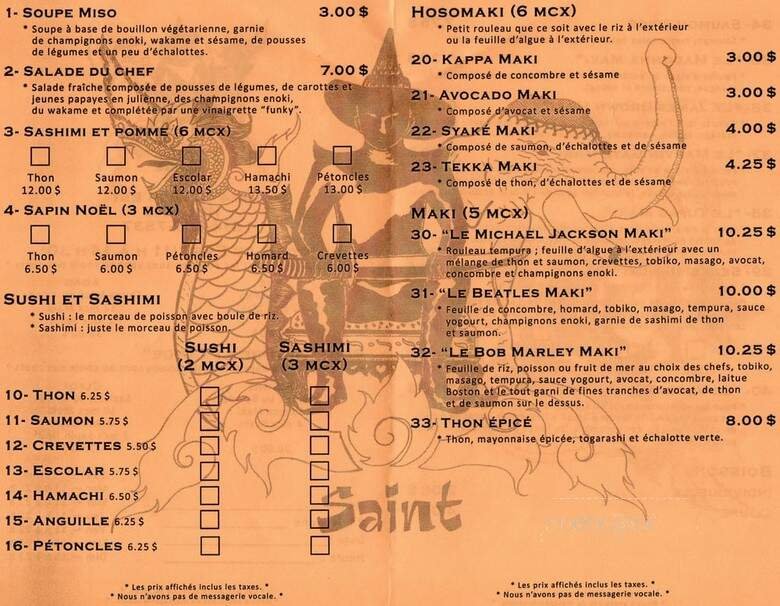 1- Soupe Miso 3.00 $
* Soupe à base de bouillon végétarienne, garnie
de champignons enoki, wakame et sésame, de pousses
de légumes et un peu d'échalottes.
2- Salade du chef 7.00 $
* Salade fraîche composée de pousses de légumes, de carottes et
jeunes papayes en julienne, des champignons enoki,
du wakame et complétée par une vinaigrette "funky".
3- Sashimi et pomme (6 mcx)
Thon Saumon Escolar Hamachi Pétoncles
12.00 $ 12.00 $ 12.00 $ 13.50 $ 13.00 $
4- Sapin Noël (3 mcx)
Thon Saumon Pétoncles Homard Crevettes
6.50 $ 6.00 $ 6.50 $ 6.50 $ 6.00 $
Sushi et Sashimi
* Sushi : le morceau de poisson avec boule de riz.
* Sashimi : juste le morceau de poisson.
Sushi Sashimi
(2 mcx) (3 mcx)
10- Thon 6.25 $
11- Saumon 5.75 $
12- Crevettes 5.50 $
13- Escolar 5.75 $
14- Hamachi 6.50 $
15- Anguille 6.25 $
16- Pétoncles 6.25 $
* Les prix affichés inclus les taxes. *
* Nous n'avons pas de messagerie vocale. *
Saint
Hosomaki (6 mcx)
* Petit rouleau que ce soit avec le riz à l'extérieur
ou la feuille d'algue à l'extérieur.
20- Kappa Maki 3.00 $
* Composé de concombre et sésame
21- Avocado Maki 3.00 $
* Composé d'avocat et sésame
22- Syaké Maki 4.00 $
* Composé de saumon, d'échalottes et de sésame
23- Tekka Maki 4.25 $
* Composé de thon, d'échalottes et de sésame
Maki (5 mcx)
30- "Le Michael Jackson Maki" 10.25 $
* Rouleau tempura ; feuille d'algue à l'extérieur avec un
mélange de thon et saumon, crevettes, tobiko, masago, avocat,
concombre et champignons enoki.
31- "Le Beatles Maki" 10.00 $
* Feuille de concombre, homard, tobiko, masago, tempura, sauce
yogourt, champignons enoki, garnie de sashimi de thon
et saumon.
32- "Le Bob Marley Maki" 10.25 $
* Feuille de riz, poisson ou fruit de mer au choix des chefs, tobiko,
masago, tempura, sauce yogourt, avocat, concombre, laitue
Boston et le tout garni de fines tranches d'avocat, de thon
et de saumon sur le dessus.
33- Thon épicé 8.00 $
* Thon, mayonnaise épicée, togarashi et échalotte verte.
* Les prix affichés inclus les taxes. *
* Nous n'avons pas de messagerie vocale. *